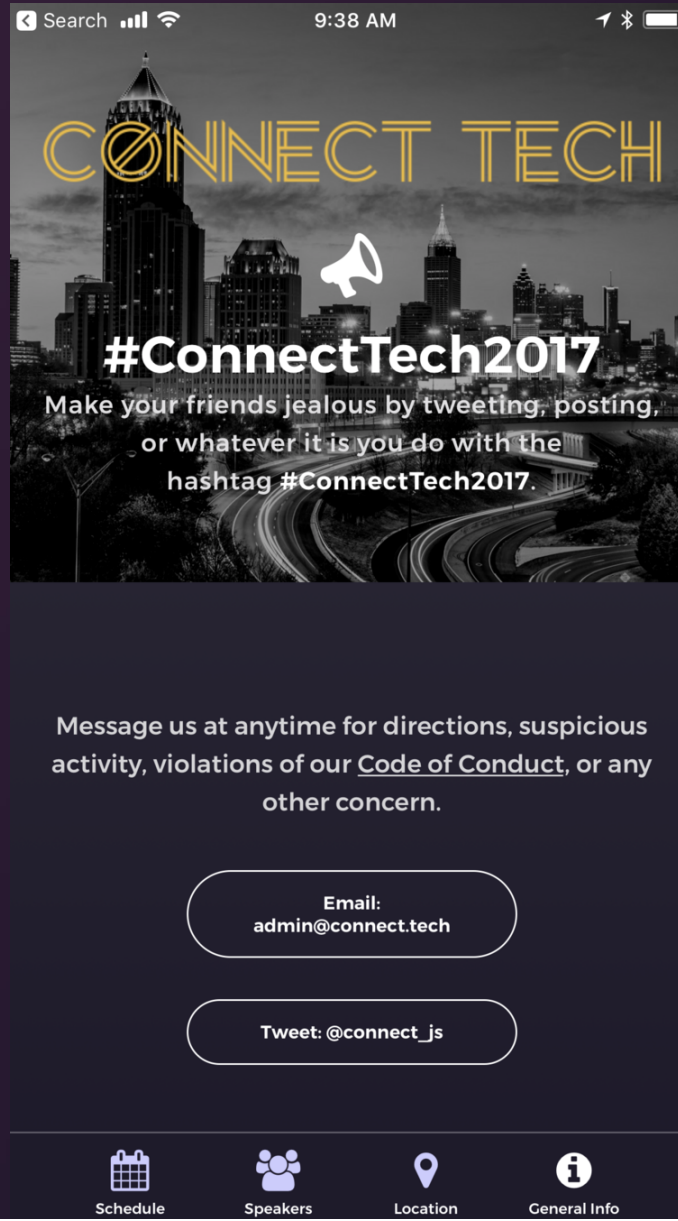 Search
9:38 AM
CONNECT TECH
#ConnectTech2017
Make your friends jealous by tweeting, posting,
or whatever it is you do with the
hashtag #ConnectTech2017.
Message us at anytime for directions, suspicious
activity, violations of our Code of Conduct, or any
other concern.
Email:
admin@connect.tech
Tweet: @connect_js
Schedule Speakers Location General Info